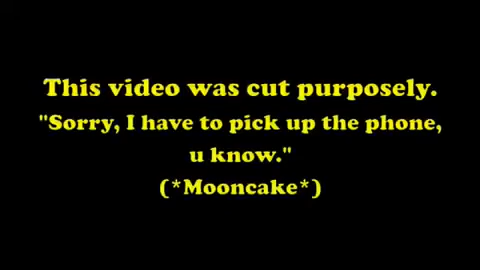 This video was cut purposely.
"Sorry, I have to pick up the phone,
u know."
(*Mooncake*)